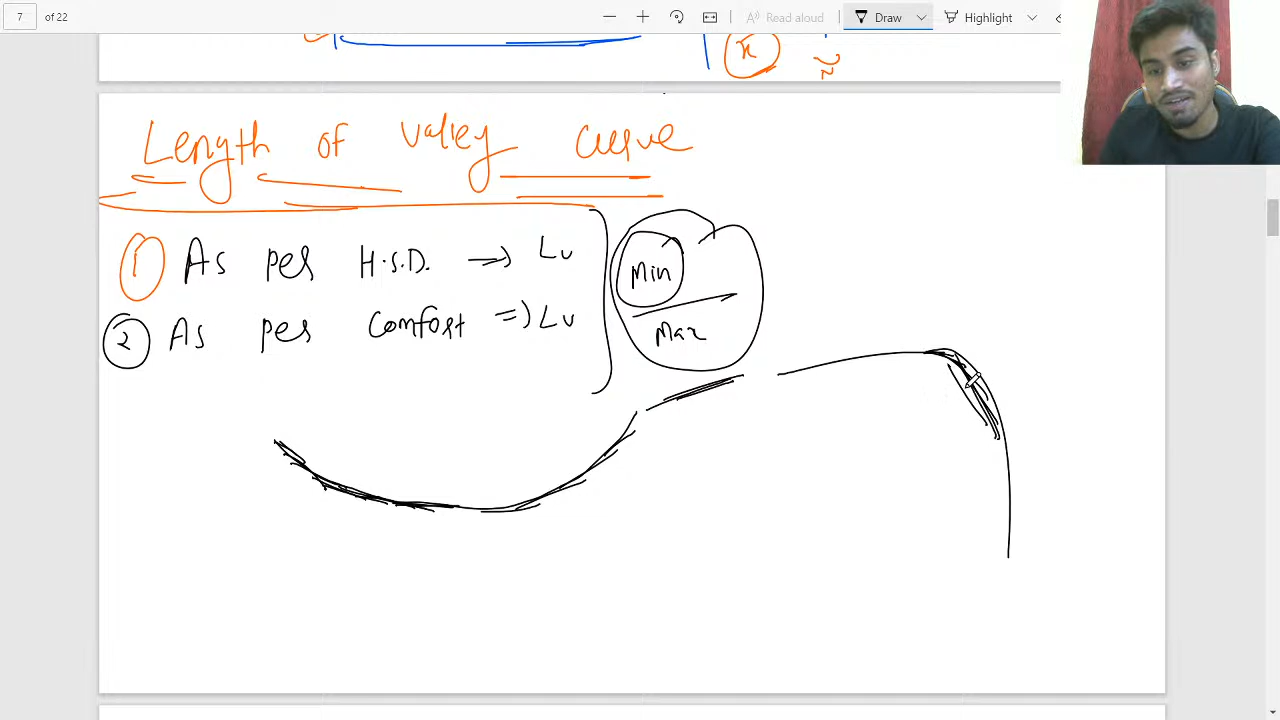 7 of 22
Read aloud
Draw
Highlight
Length of valley curve
1 As per H.S.D. → Lv
Min
Max
2 As per Comfort => Lv